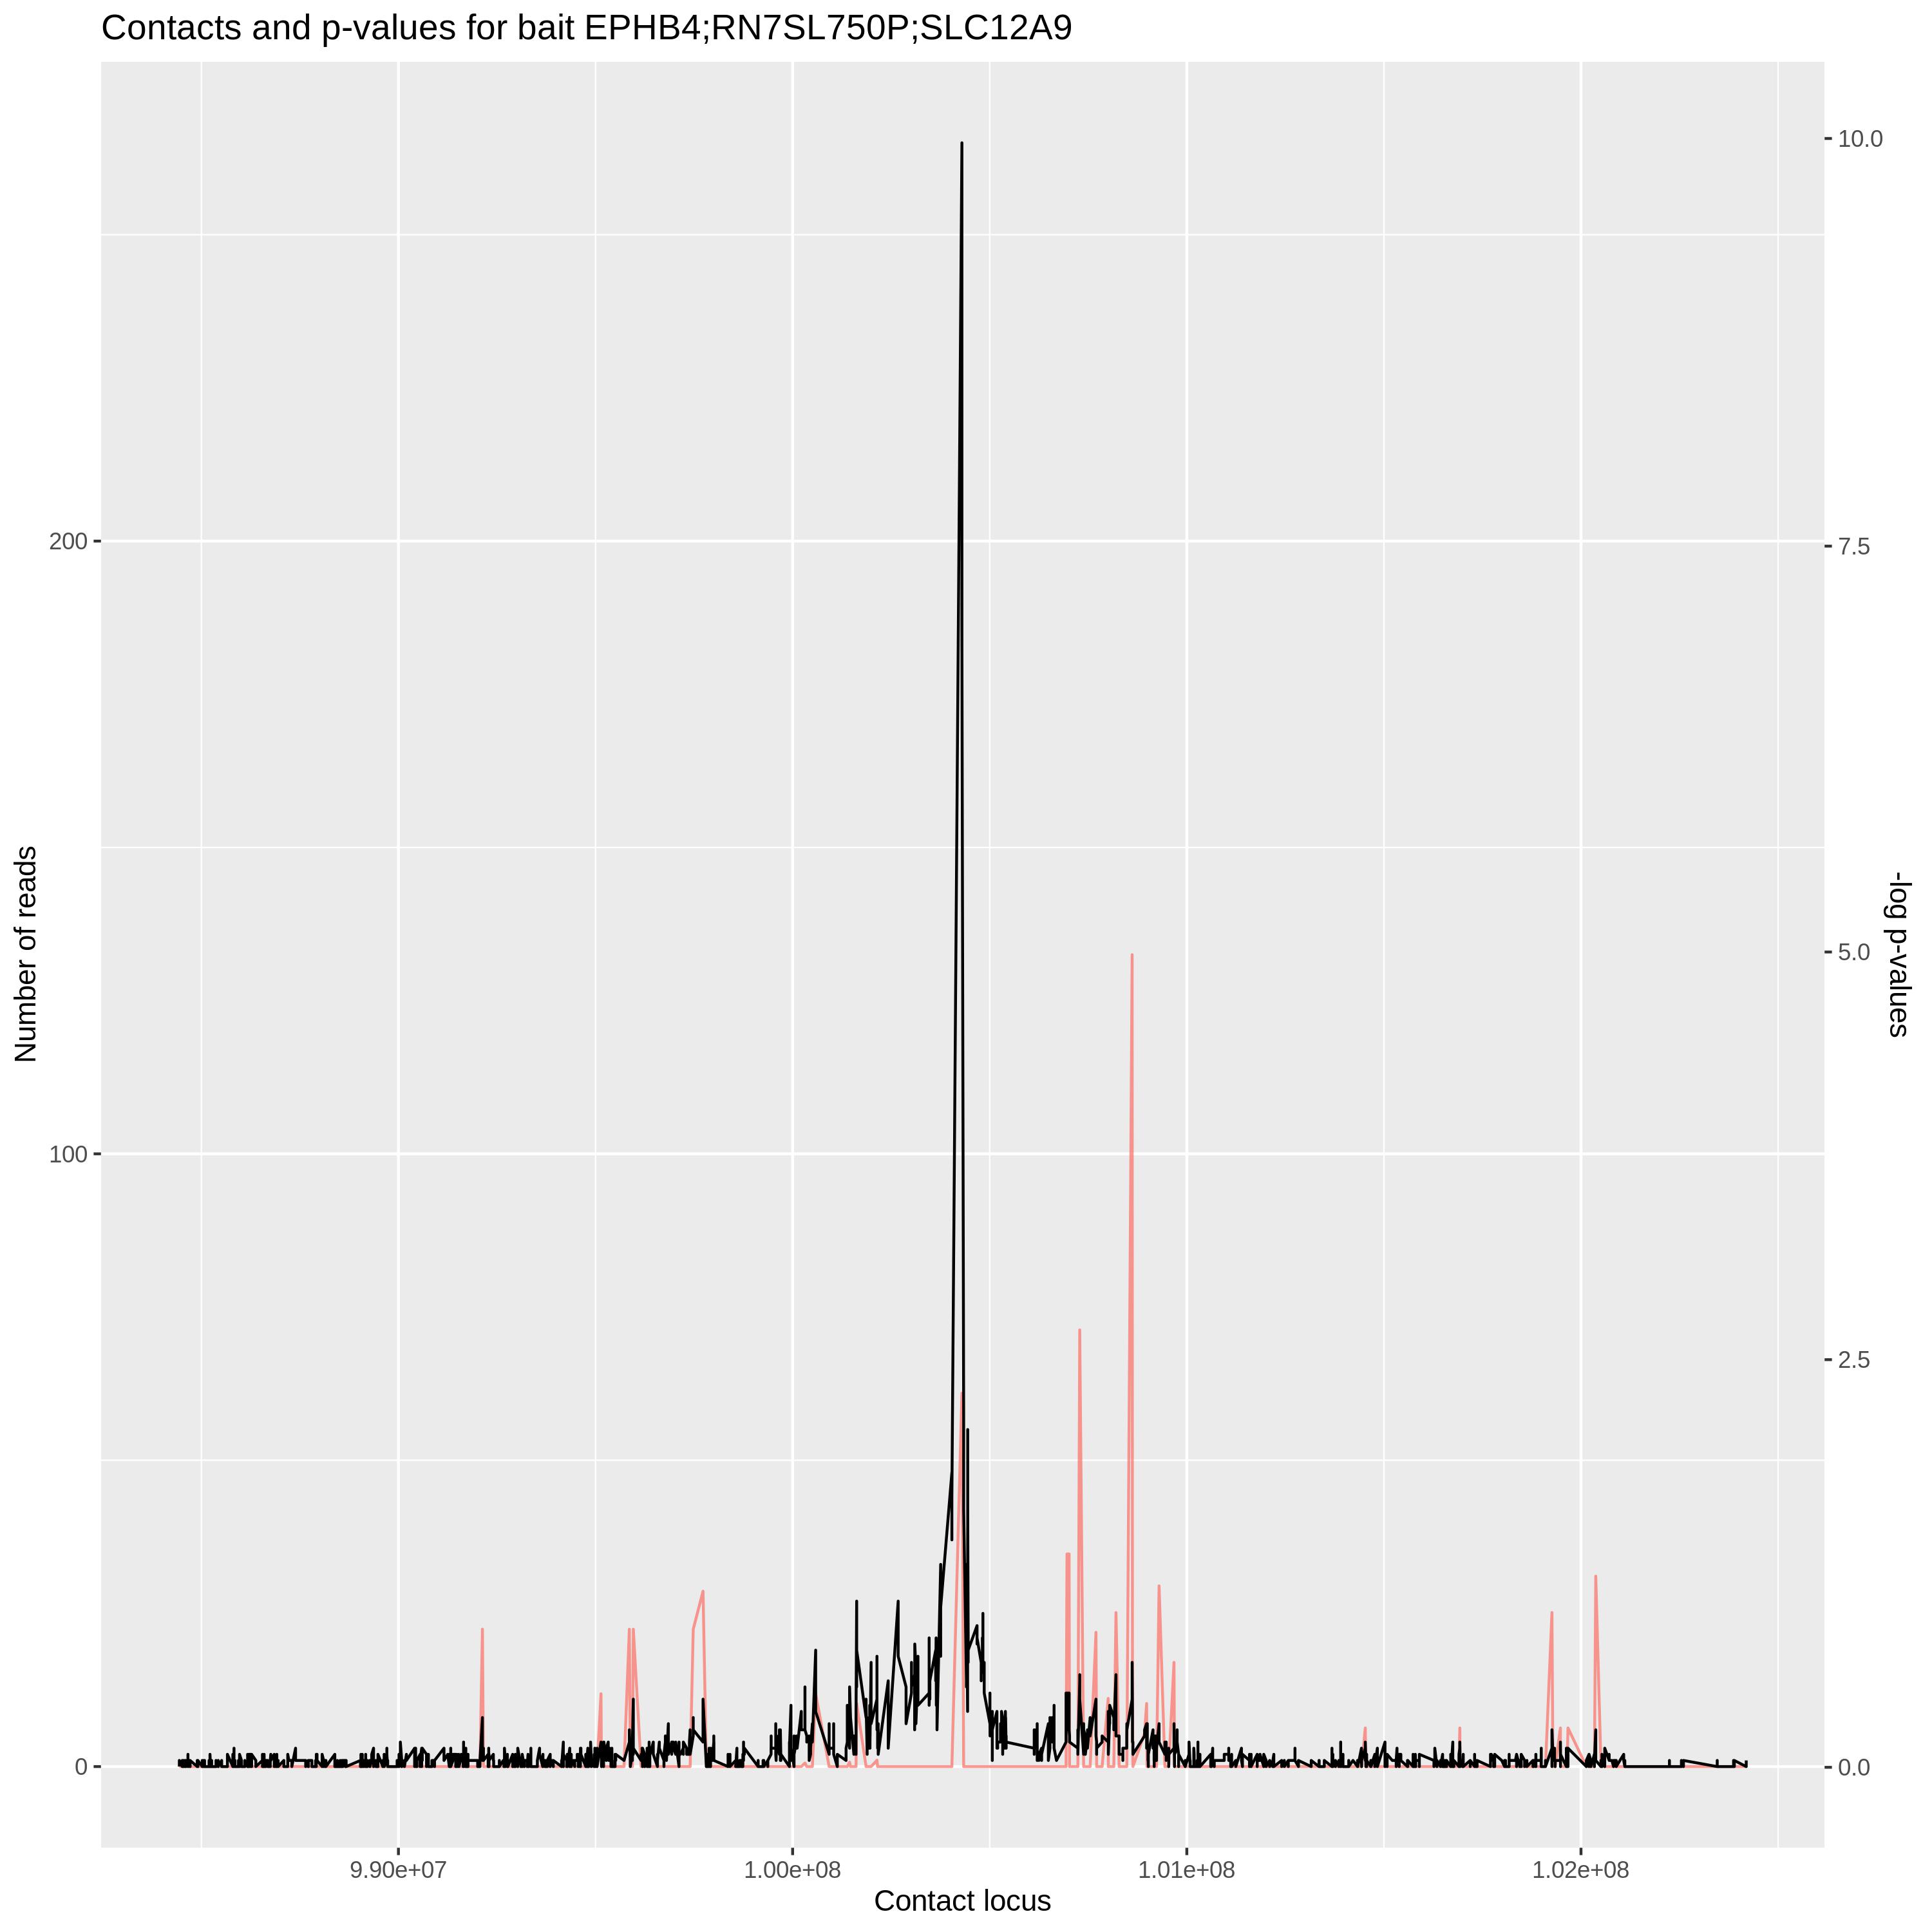 Contacts and p-values for bait EPHB4;RN7SL750P;SLC12A9
10.0
200
7.5
Number of reads
5.0
-log p-values
100
2.5
0
0.0
9.90e+07
1.00e+08
1.01e+08
1.02e+08
Contact locus